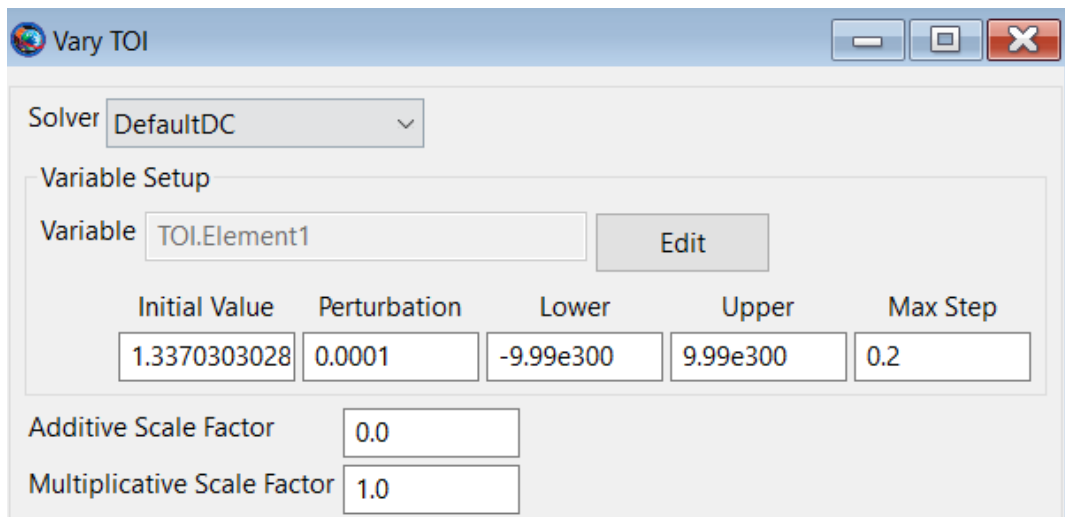 Vary TOI
Solver DefaultDC
Variable Setup
Variable TOI.Element1 Edit
Initial Value Perturbation Lower Upper Max Step
1.3370303028 0.0001 -9.99e300 9.99e300 0.2
Additive Scale Factor 0.0
Multiplicative Scale Factor 1.0